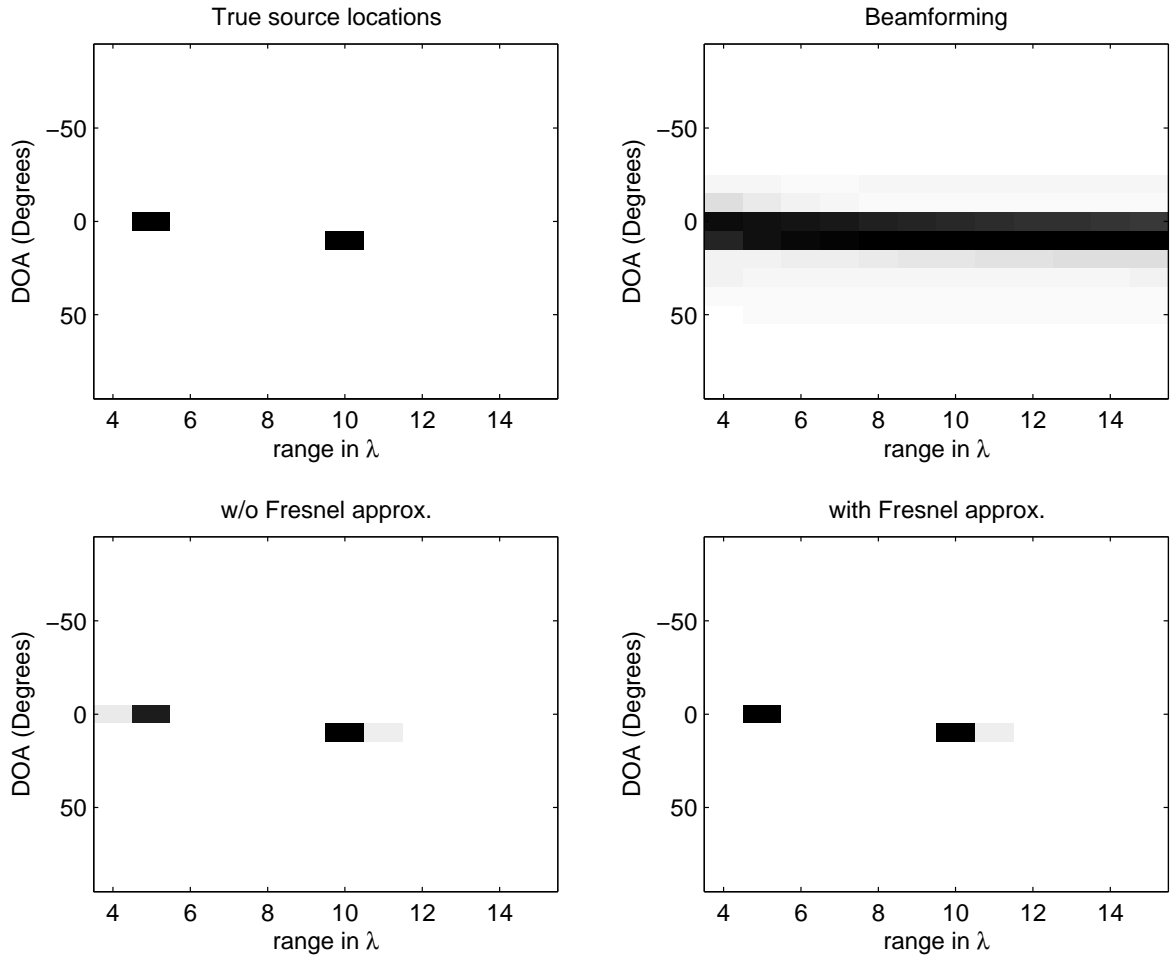 True source locations
DOA (Degrees)
−50
0
50
4 6 8 10 12 14
range in λ
Beamforming
DOA (Degrees)
−50
0
50
4 6 8 10 12 14
range in λ
w/o Fresnel approx.
DOA (Degrees)
−50
0
50
4 6 8 10 12 14
range in λ
with Fresnel approx.
DOA (Degrees)
−50
0
50
4 6 8 10 12 14
range in λ